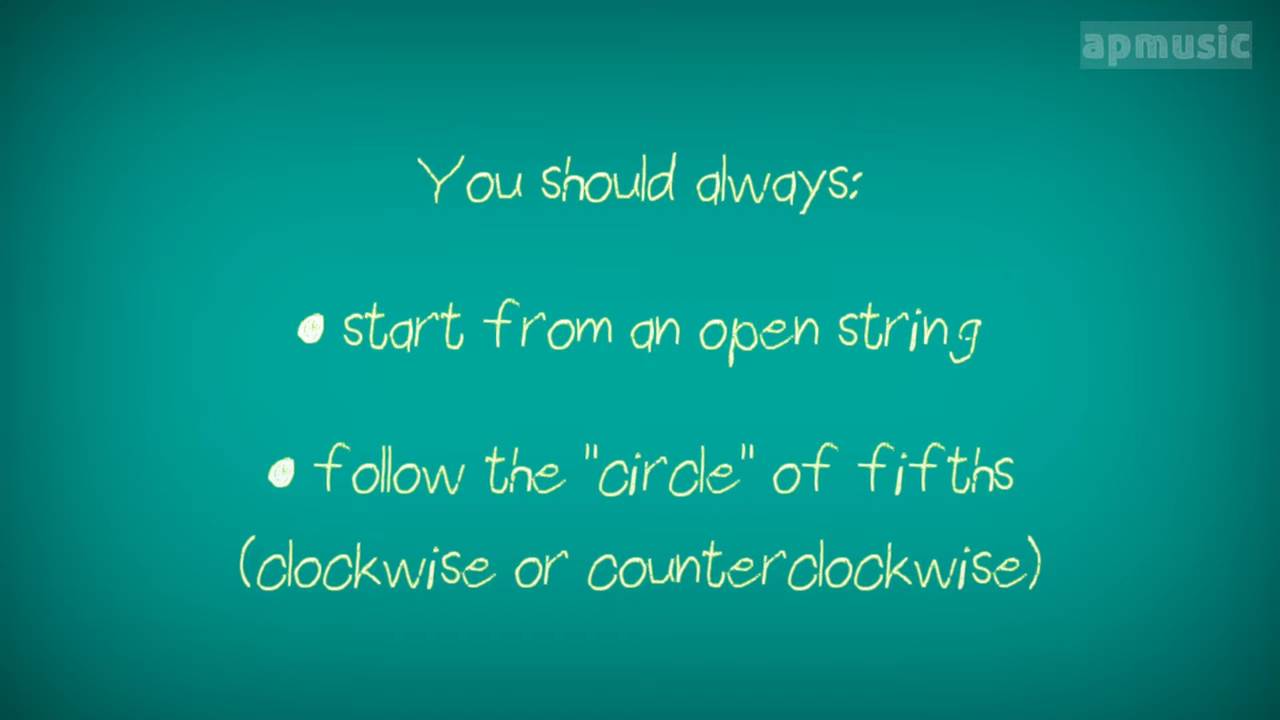 apmusic
You should always:
• start from an open string
• follow the "circle" of fifths
(clockwise or counterclockwise)